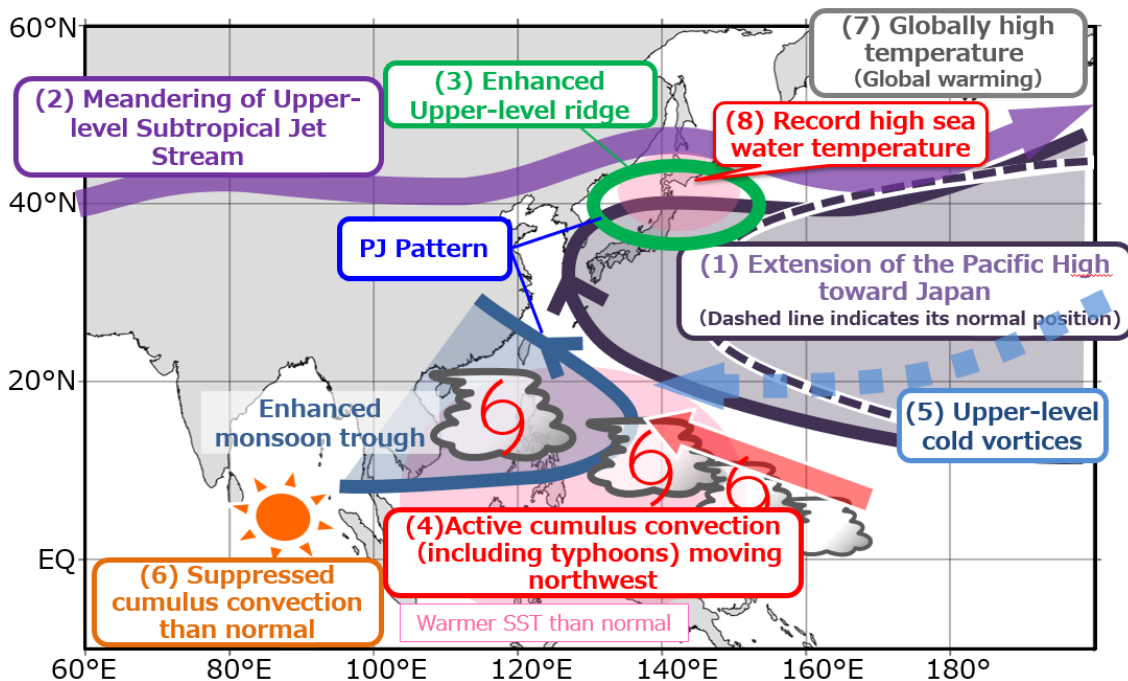 60°N
(7) Globally high
temperature
(Global warming)
(3) Enhanced
Upper-level ridge
(2) Meandering of Upper-
level Subtropical Jet
Stream
(8) Record high sea
water temperature
40°N
PJ Pattern
(1) Extension of the Pacific High
toward Japan
(Dashed line indicates its normal position)
20°N
Enhanced
monsoon trough
(5) Upper-level
cold vortices
(4)Active cumulus convection
(including typhoons) moving
northwest
EQ
(6) Suppressed
cumulus convection
than normal
Warmer SST than normal
60°E
80°E
100°E
120°E
140°E
160°E
180°